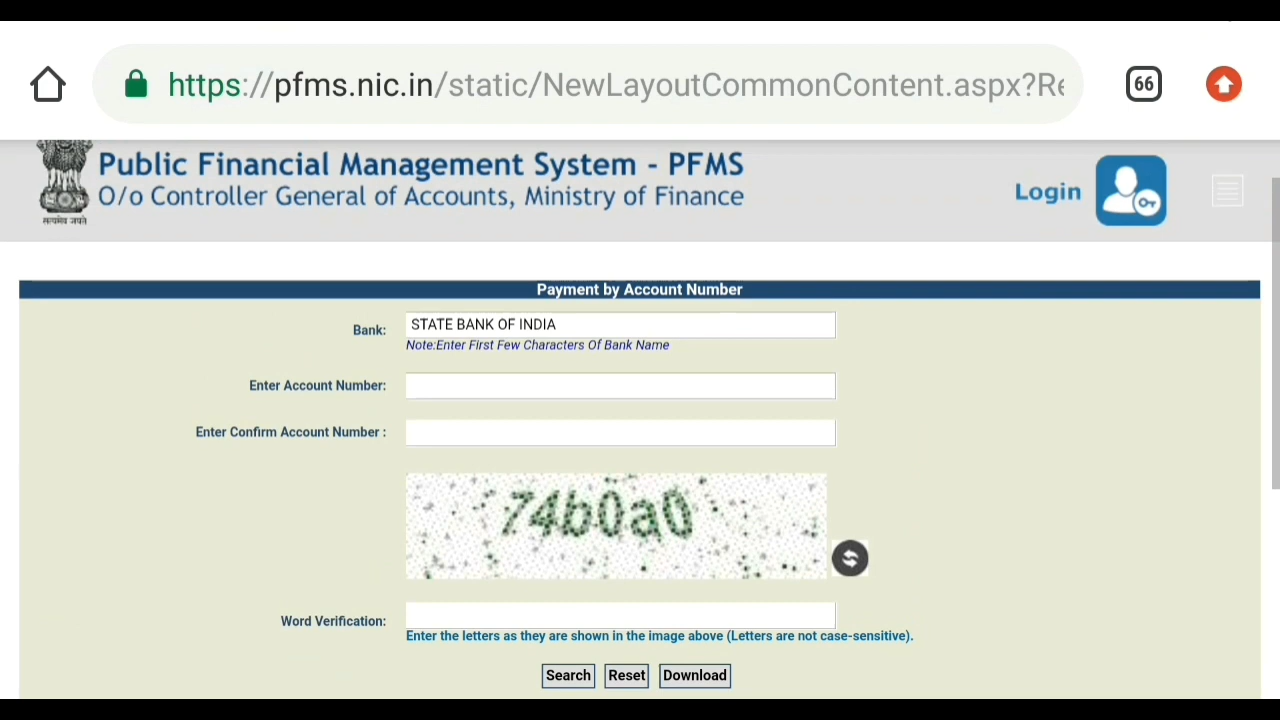 66
https://pfms.nic.in/static/NewLayoutCommonContent.aspx?Re
Public Financial Management System - PFMS
O/o Controller General of Accounts, Ministry of Finance
सत्यमेव जयते
Login
Payment by Account Number
Bank:
STATE BANK OF INDIA
Note:Enter First Few Characters Of Bank Name
Enter Account Number:
Enter Confirm Account Number :
74b0a0
Word Verification:
Enter the letters as they are shown in the image above (Letters are not case-sensitive).
Search Reset Download